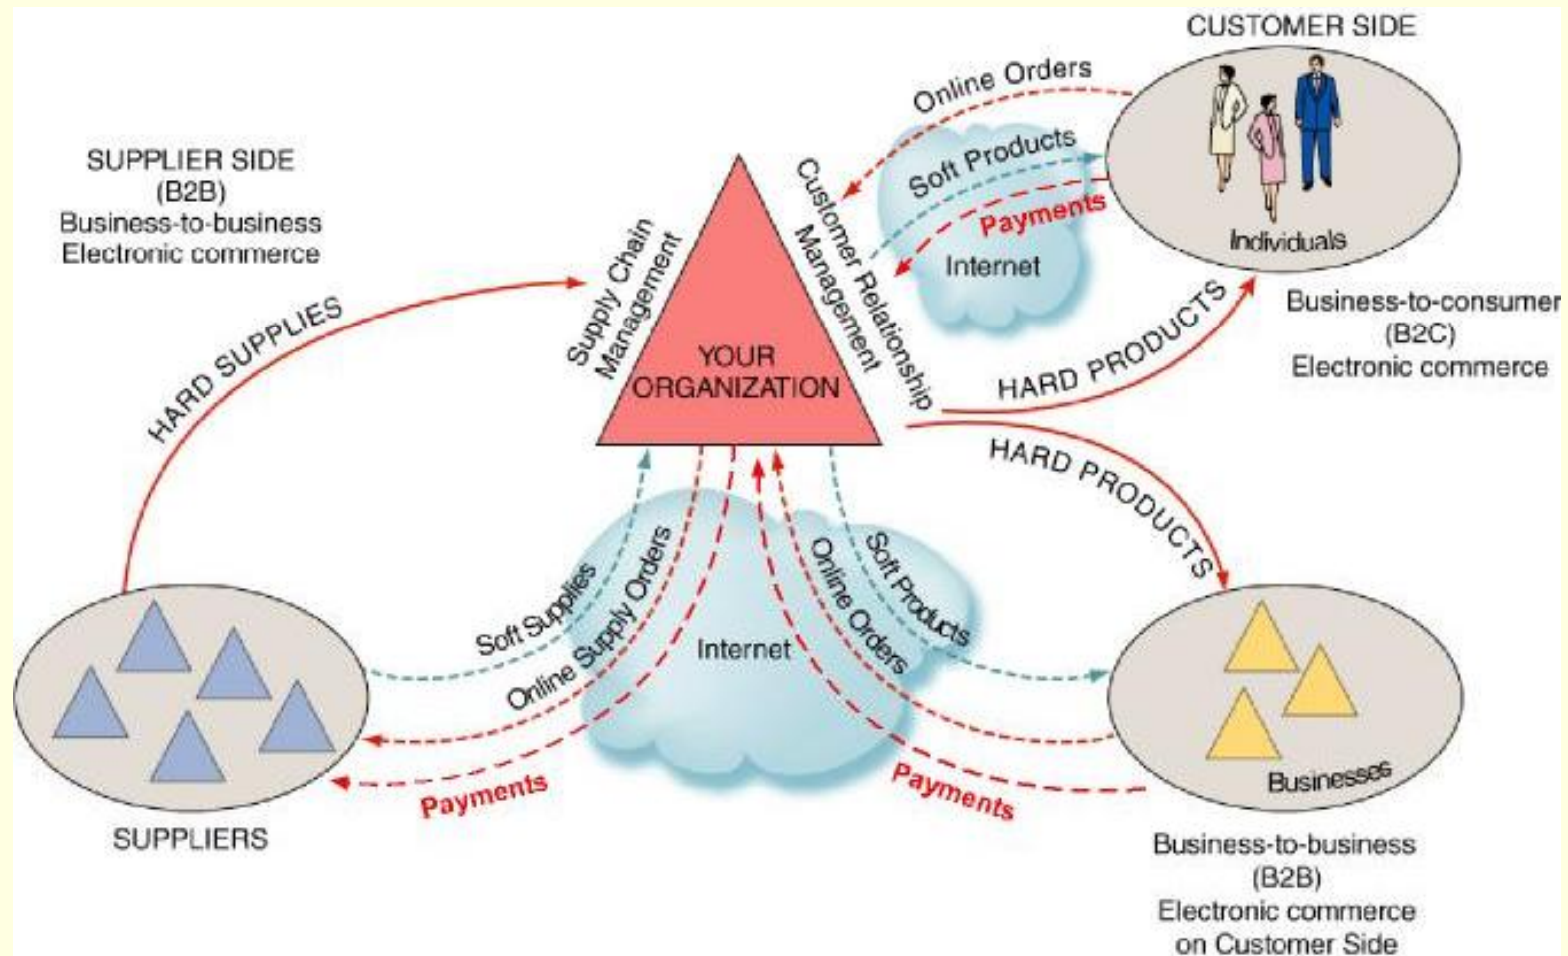 CUSTOMER SIDE
Online Orders
Soft Products
Payments
Internet
Individuals
SUPPLIER SIDE
(B2B)
Business-to-business
Electronic commerce
HARD SUPPLIES
Supply Chain
Management
YOUR
ORGANIZATION
Customer Relationship
Management
HARD PRODUCTS
Business-to-consumer
(B2C)
Electronic commerce
HARD PRODUCTS
Soft Supplies
Online Supply Orders
Payments
Internet
Online Orders
Soft Products
Payments
SUPPLIERS
Businesses
Business-to-business
(B2B)
Electronic commerce
on Customer Side